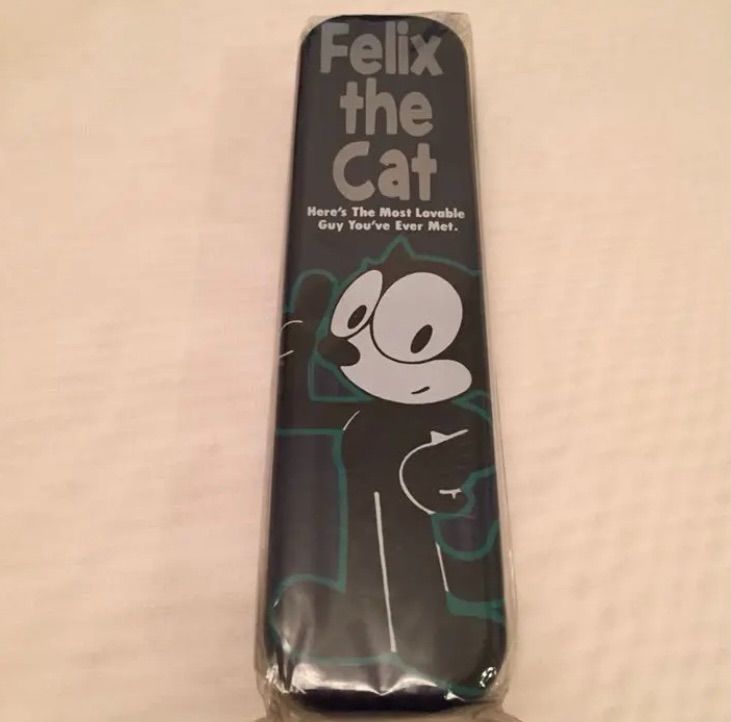 Felix
the
Cat
Here's The Most Lovable
Guy You've Ever Met.